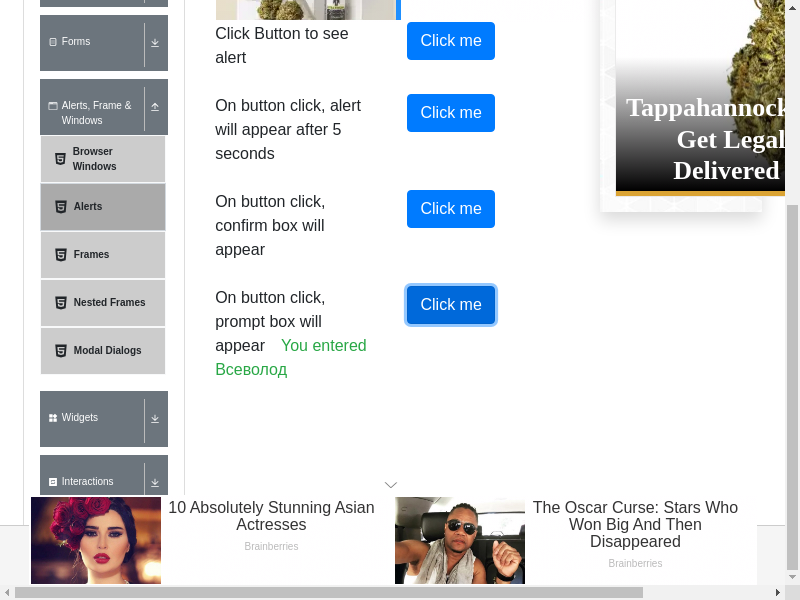 Forms
Alerts, Frame &
Windows
Browser
Windows
Alerts
Frames
Nested Frames
Modal Dialogs
Widgets
Interactions
Click Button to see
alert
Click me
On button click, alert
will appear after 5
seconds
Click me
On button click,
confirm box will
appear
Click me
On button click,
prompt box will
appear You entered
Всеволод
Click me
Tappahannock
Get Legal
Delivered
10 Absolutely Stunning Asian
Actresses
Brainberries
The Oscar Curse: Stars Who
Won Big And Then
Disappeared
Brainberries